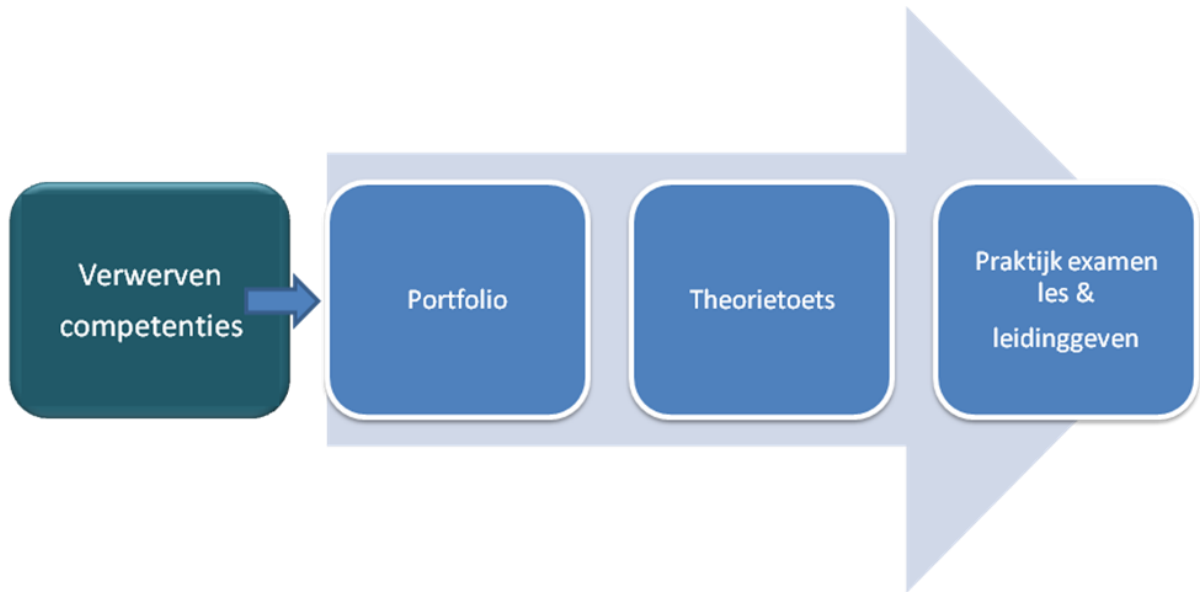 Verwerven
competenties
Portfolio
Theorietoets
Praktijk examen
les &
leidinggeven